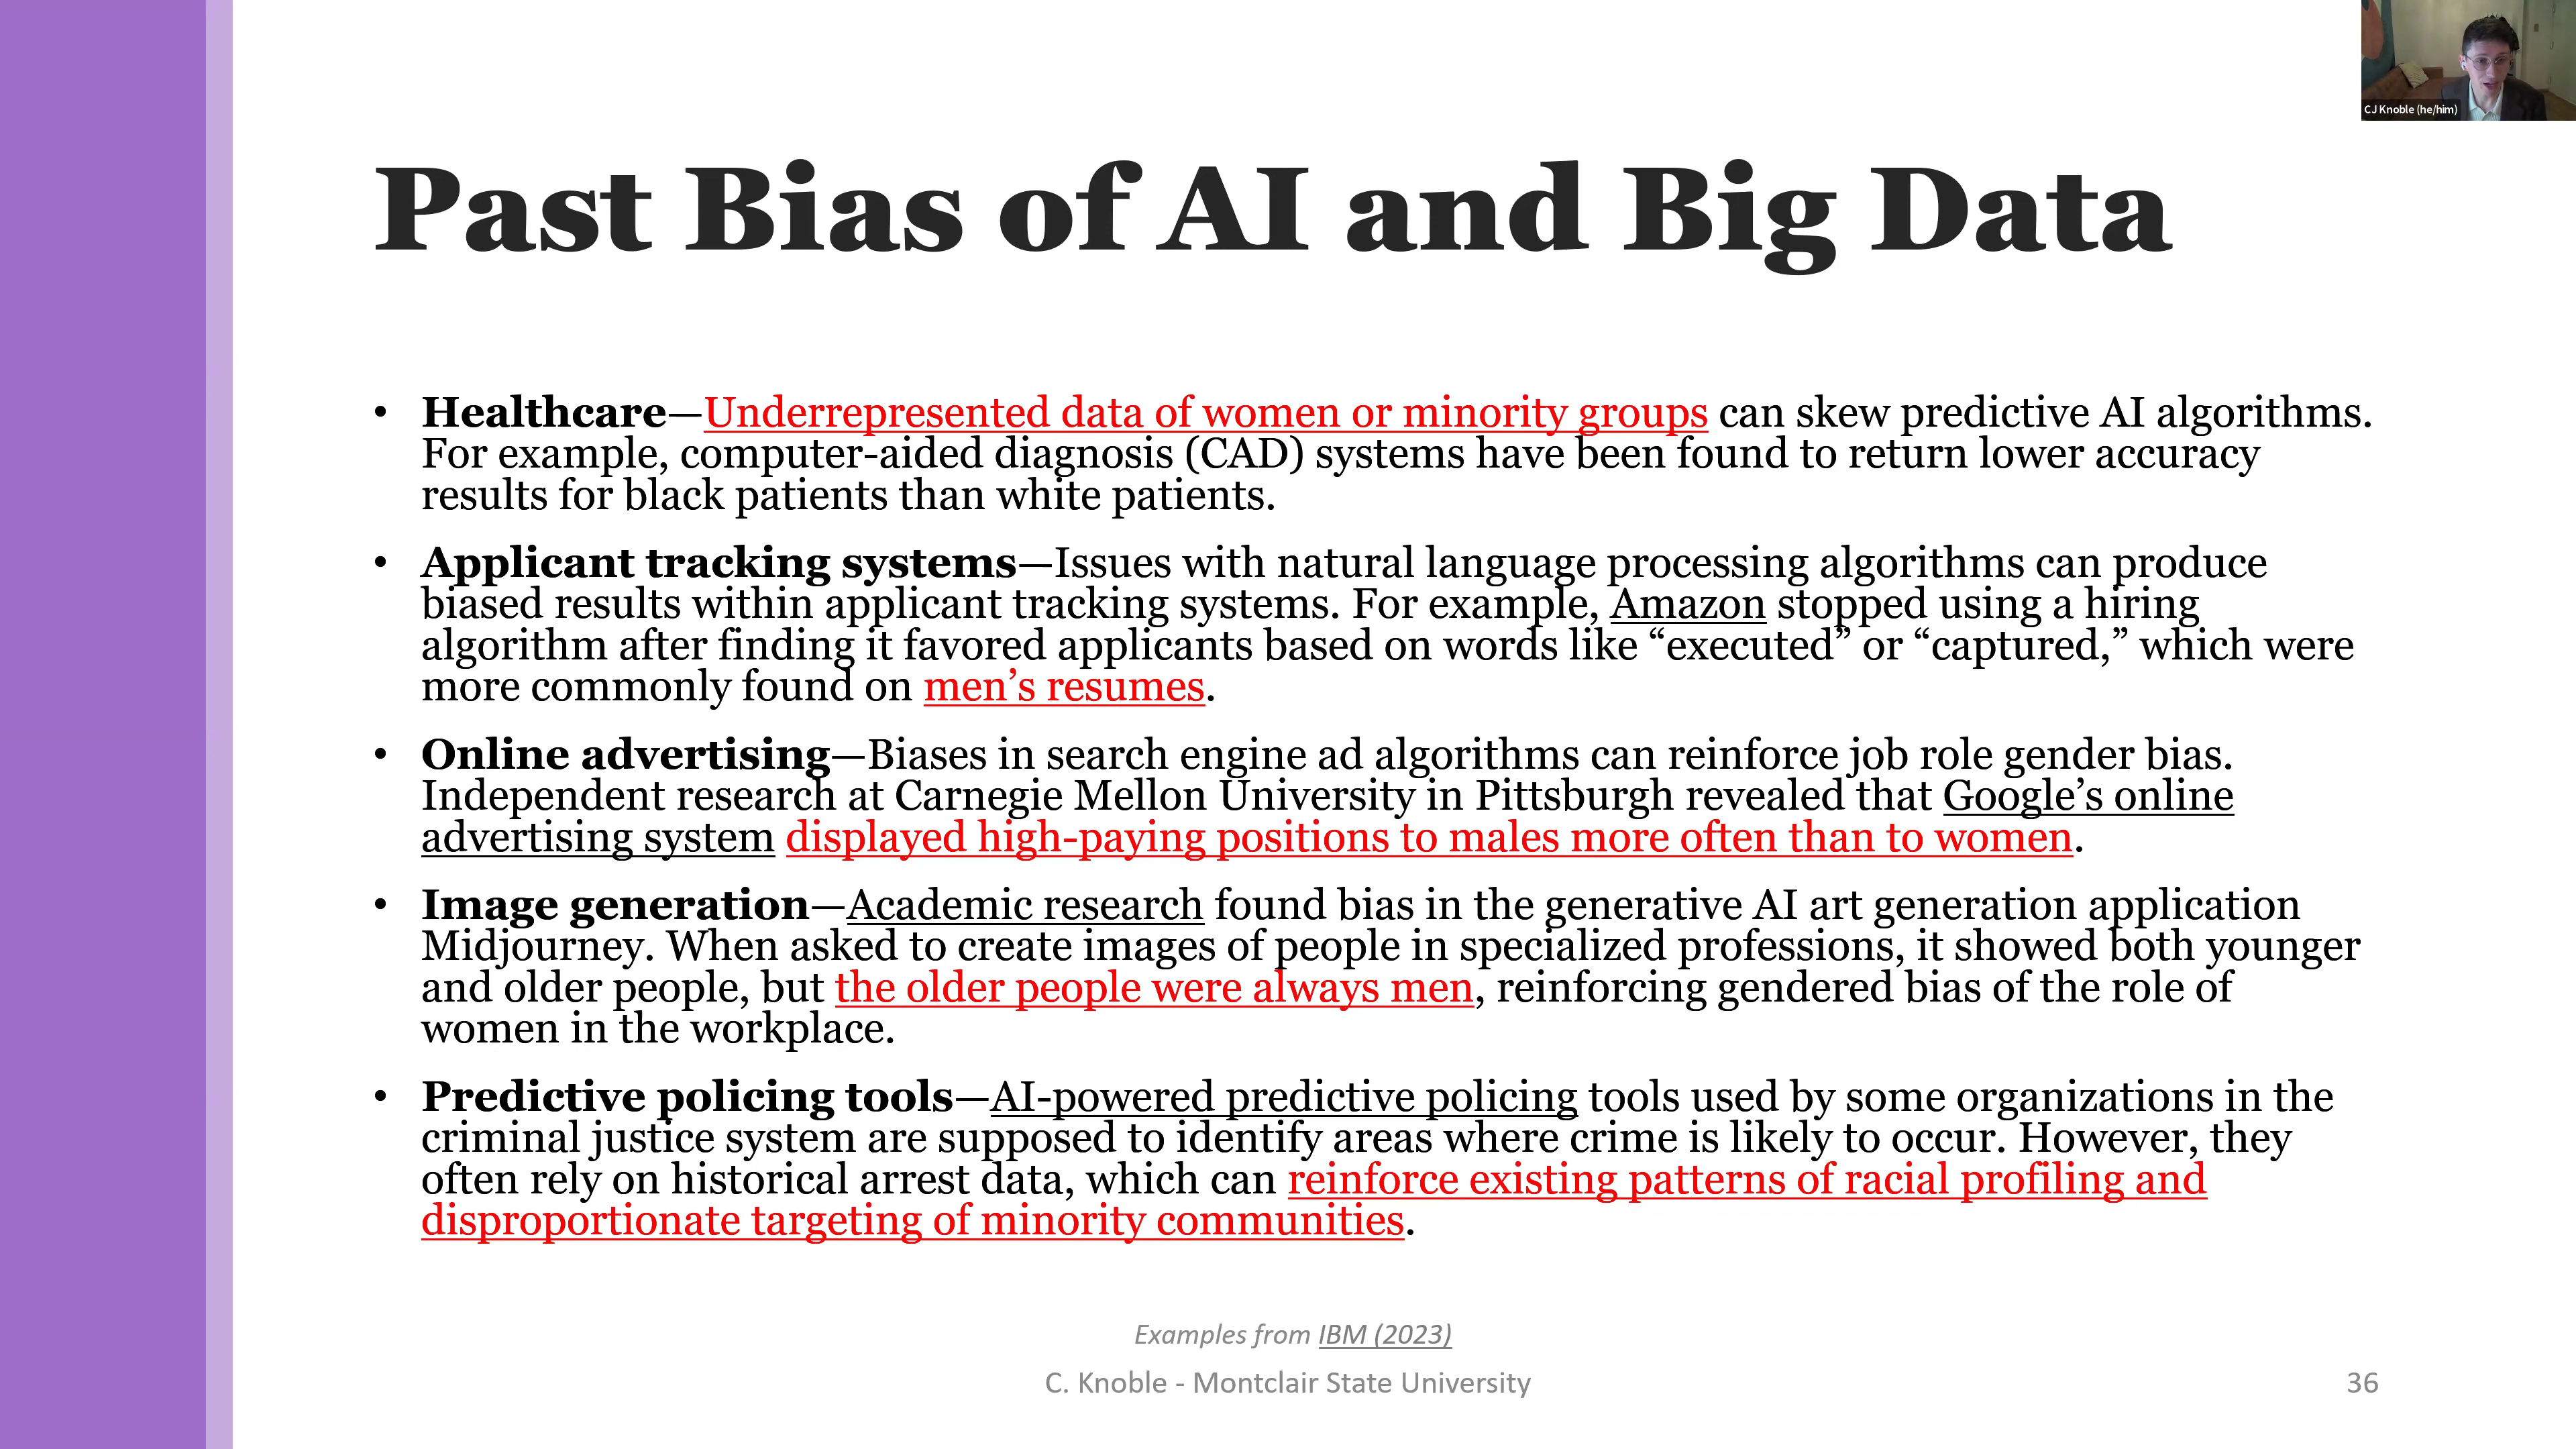 CJ Knoble (he/him)
Past Bias of AI and Big Data
• Healthcare—Underrepresented data of women or minority groups can skew predictive AI algorithms.
For example, computer-aided diagnosis (CAD) systems have been found to return lower accuracy
results for black patients than white patients.
• Applicant tracking systems—Issues with natural language processing algorithms can produce
biased results within applicant tracking systems. For example, Amazon stopped using a hiring
algorithm after finding it favored applicants based on words like “executed” or “captured,” which were
more commonly found on men’s resumes.
• Online advertising—Biases in search engine ad algorithms can reinforce job role gender bias.
Independent research at Carnegie Mellon University in Pittsburgh revealed that Google’s online
advertising system displayed high-paying positions to males more often than to women.
• Image generation—Academic research found bias in the generative AI art generation application
Midjourney. When asked to create images of people in specialized professions, it showed both younger
and older people, but the older people were always men, reinforcing gendered bias of the role of
women in the workplace.
• Predictive policing tools—AI-powered predictive policing tools used by some organizations in the
criminal justice system are supposed to identify areas where crime is likely to occur. However, they
often rely on historical arrest data, which can reinforce existing patterns of racial profiling and
disproportionate targeting of minority communities.
Examples from IBM (2023)
C. Knoble - Montclair State University
36